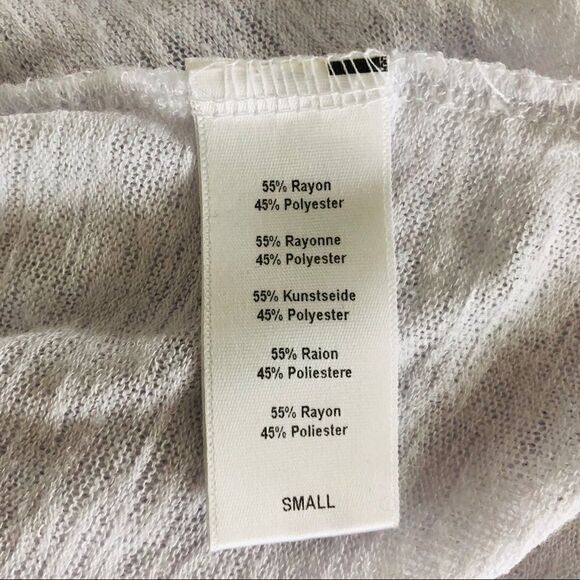 55% Rayon
45% Polyester
55% Rayonne
45% Polyester
55% Kunstseide
45% Polyester
55% Raion
45% Poliestere
55% Rayon
45% Poliester
SMALL